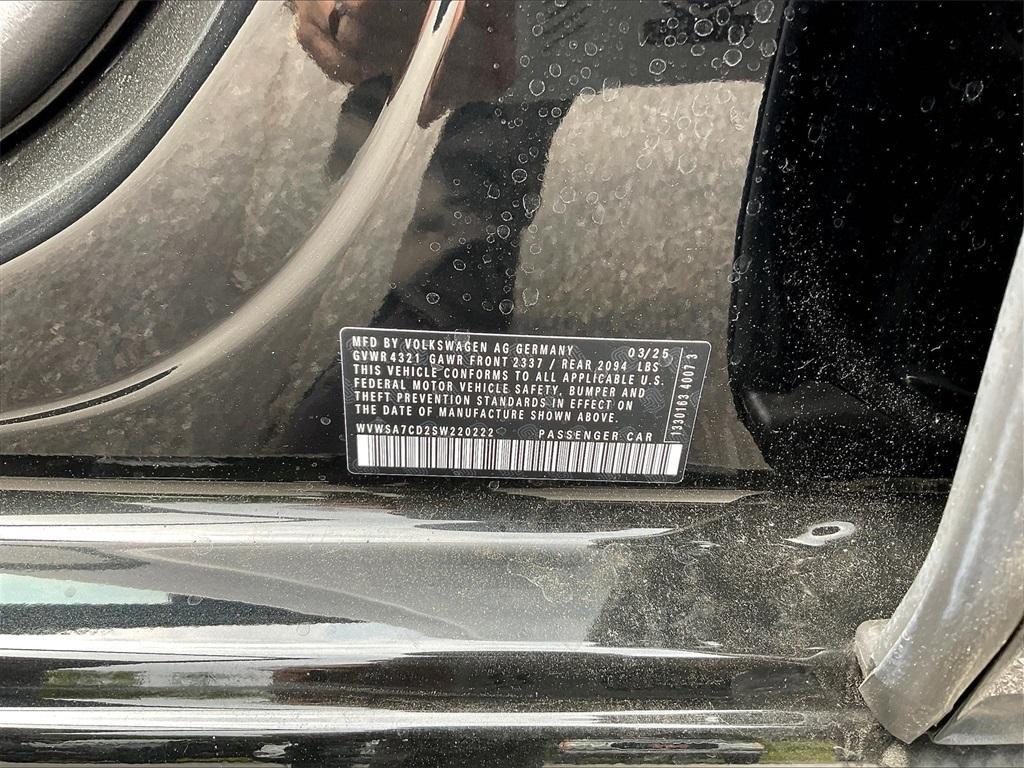 MFD BY VOLKSWAGEN AG GERMANY 03/25
GVWR 4321 GAWR FRONT 2337 / REAR 2094 LBS
THIS VEHICLE CONFORMS TO ALL APPLICABLE U.S.
FEDERAL MOTOR VEHICLE SAFETY, BUMPER AND
THEFT PREVENTION STANDARDS IN EFFECT ON
THE DATE OF MANUFACTURE SHOWN ABOVE.
WVWSA7CD2SW220222 PASSENGER CAR
1330163 4007 3